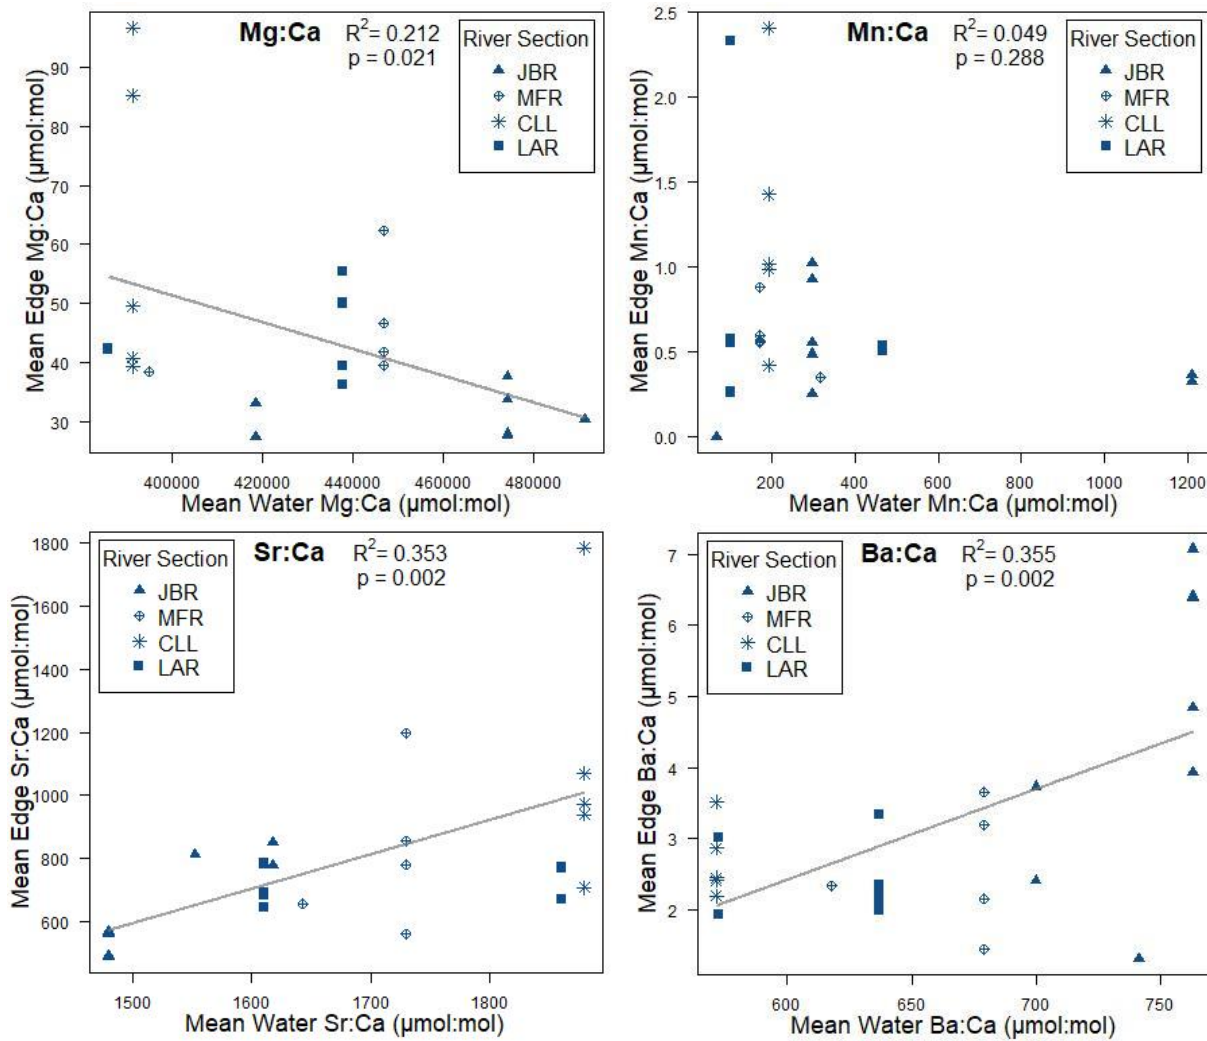 Mg:Ca
R²= 0.212
p = 0.021
River Section
JBR
MFR
CLL
LAR
Mean Edge Mg:Ca (µmol:mol)
90
80
70
60
50
40
30
400000 420000 440000 460000 480000
Mean Water Mg:Ca (µmol:mol)
Mn:Ca
R²= 0.049
p = 0.288
River Section
JBR
MFR
CLL
LAR
Mean Edge Mn:Ca (µmol:mol)
2.5
2.0
1.5
1.0
0.5
0.0
200 400 600 800 1000 1200
Mean Water Mn:Ca (µmol:mol)
River Section
JBR
MFR
CLL
LAR
Sr:Ca
R²= 0.353
p = 0.002
Mean Edge Sr:Ca (µmol:mol)
1800
1600
1400
1200
1000
800
600
1500 1600 1700 1800
Mean Water Sr:Ca (µmol:mol)
River Section
JBR
MFR
CLL
LAR
Ba:Ca
R²= 0.355
p = 0.002
Mean Edge Ba:Ca (µmol:mol)
7
6
5
4
3
2
600 650 700 750
Mean Water Ba:Ca (µmol:mol)